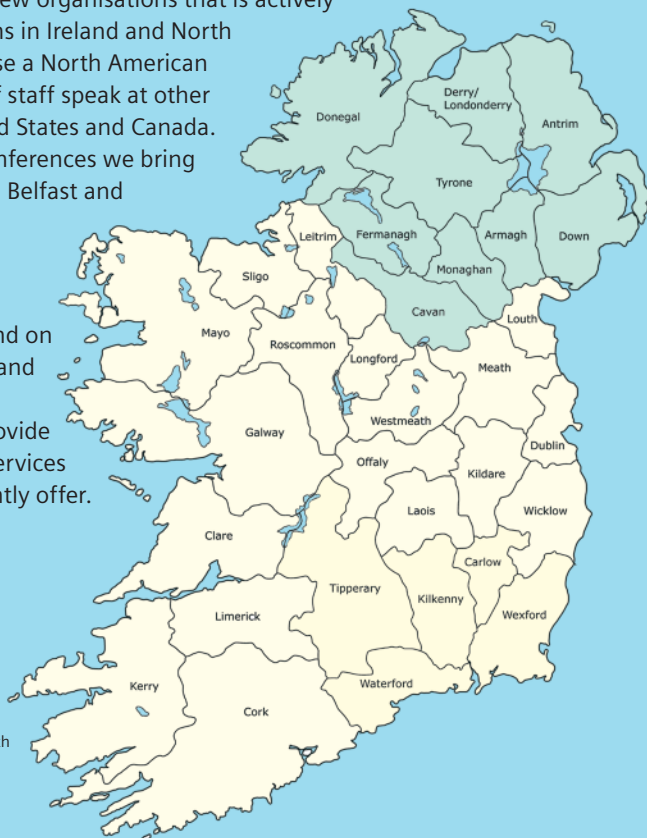 ew organisations that is actively
ns in Ireland and North
se a North American
f staff speak at other
d States and Canada.
nferences we bring
Belfast and
nd on
and
ovide
ervices
ntly offer.
th
Donegal
Derry/
Londonderry
Antrim
Tyrone
Fermanagh
Armagh
Down
Monaghan
Leitrim
Sligo
Cavan
Louth
Mayo
Roscommon
Longford
Meath
Westmeath
Galway
Dublin
Offaly
Kildare
Laois
Wicklow
Clare
Carlow
Tipperary
Kilkenny
Wexford
Limerick
Waterford
Kerry
Cork